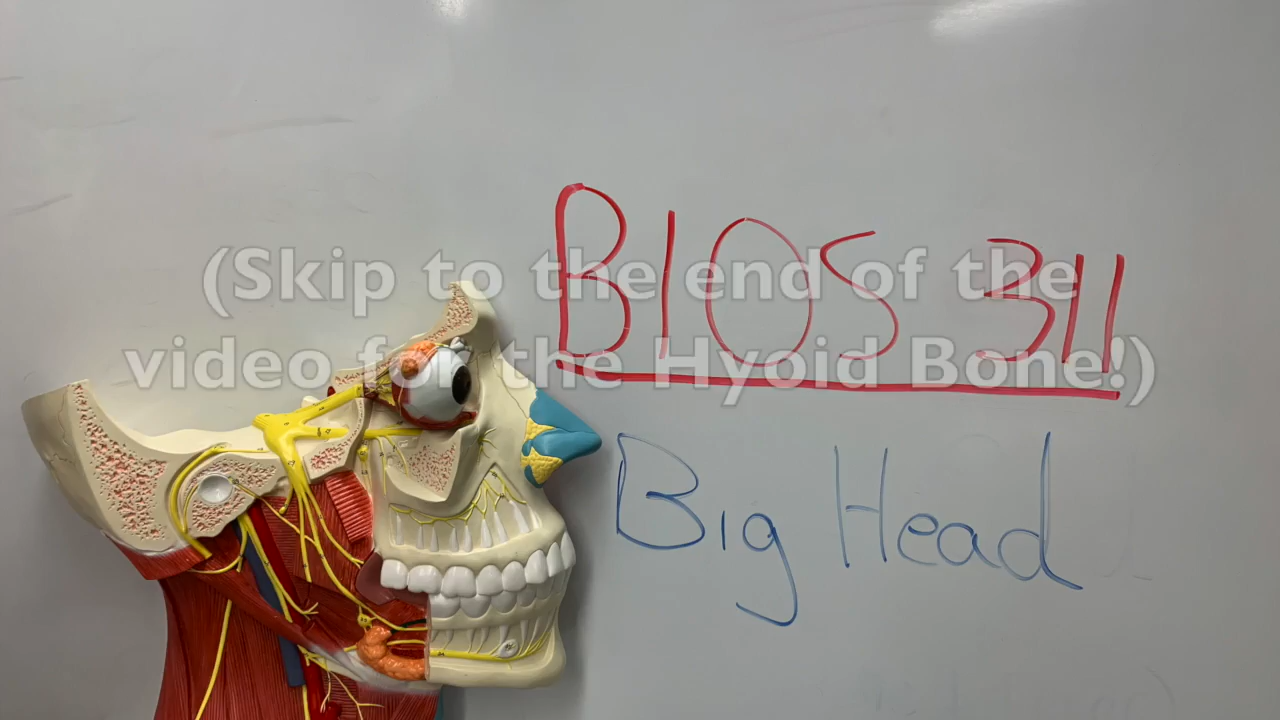 BIOS 311
(Skip to the end of the
video for the Hyoid Bone!)
Big Head